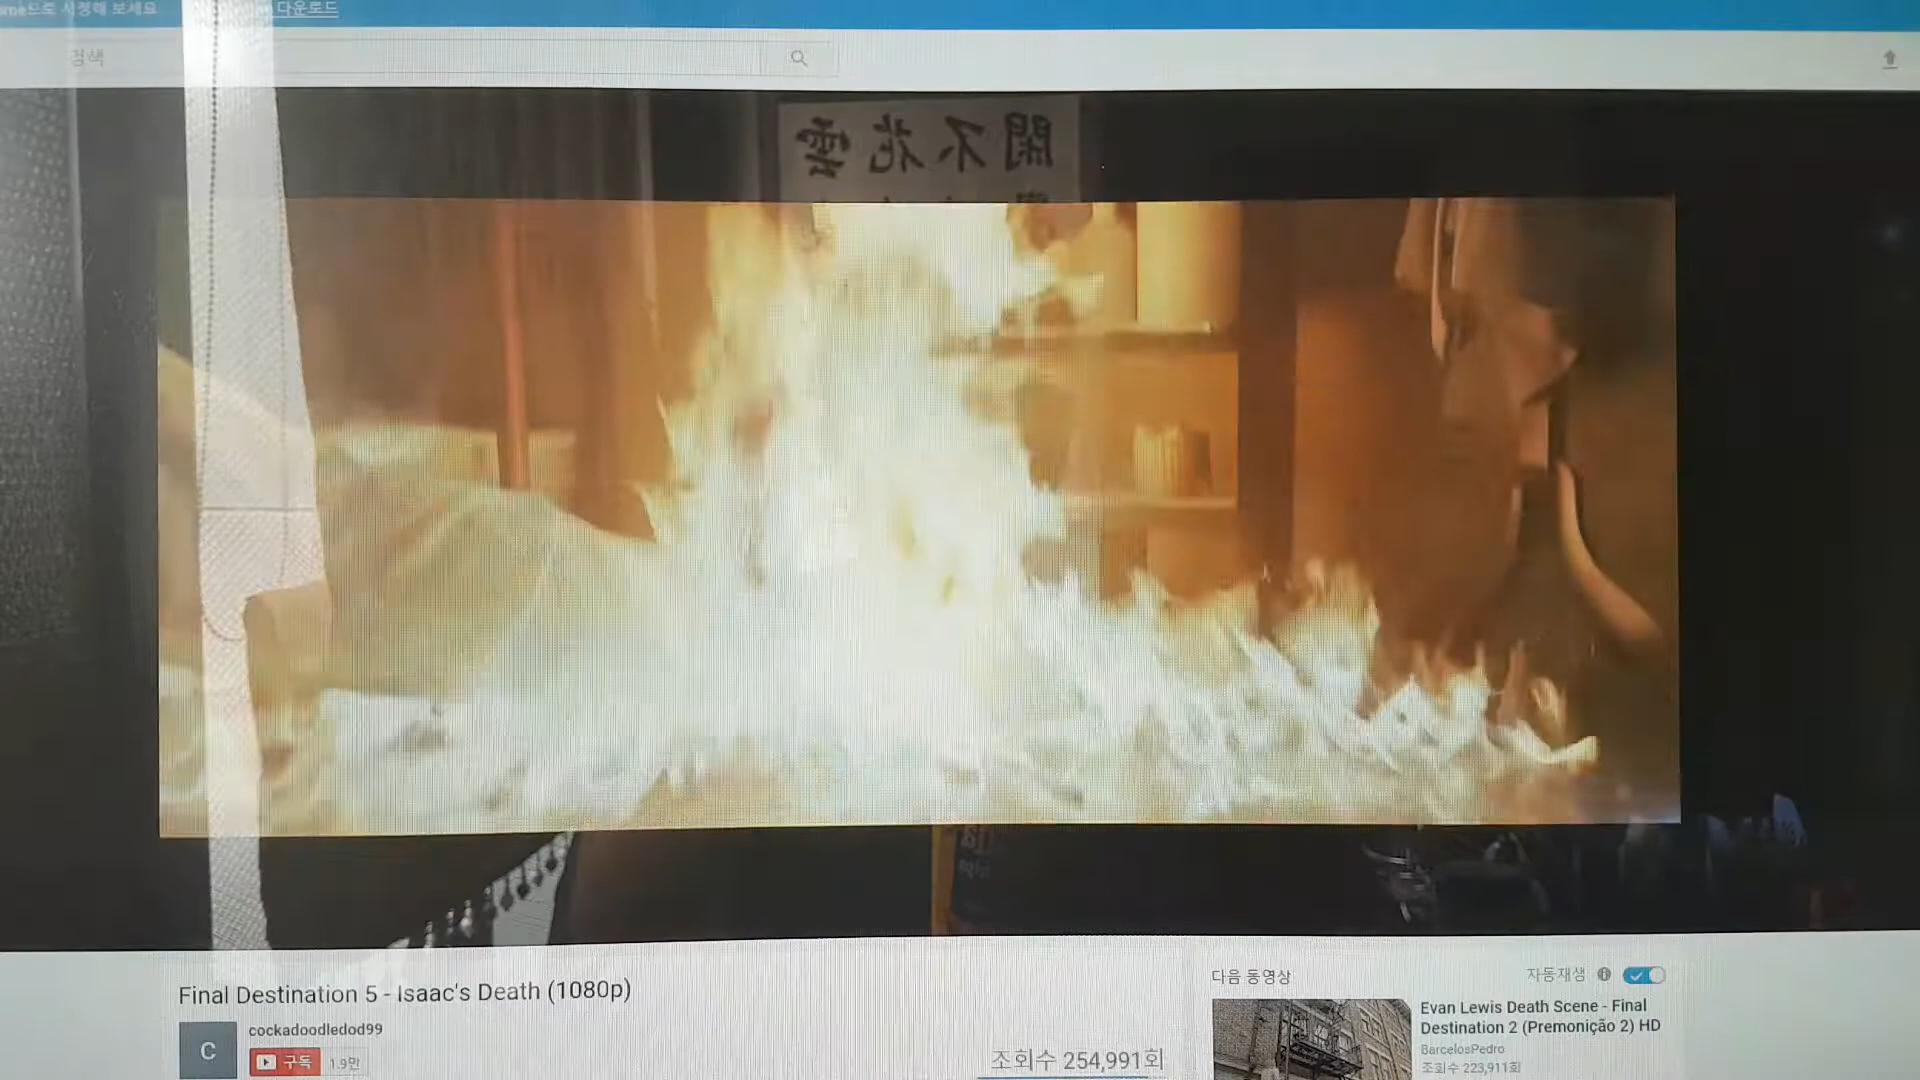 다운로드
검색
開不花雲
Final Destination 5 - Isaac's Death (1080p)
C
cockadoodledod99
구독 1.9만
조회수 254,991회
다음 동영상
자동재생
Evan Lewis Death Scene - Final
Destination 2 (Premonição 2) HD
BarcelosPedro
조회수 223,911회